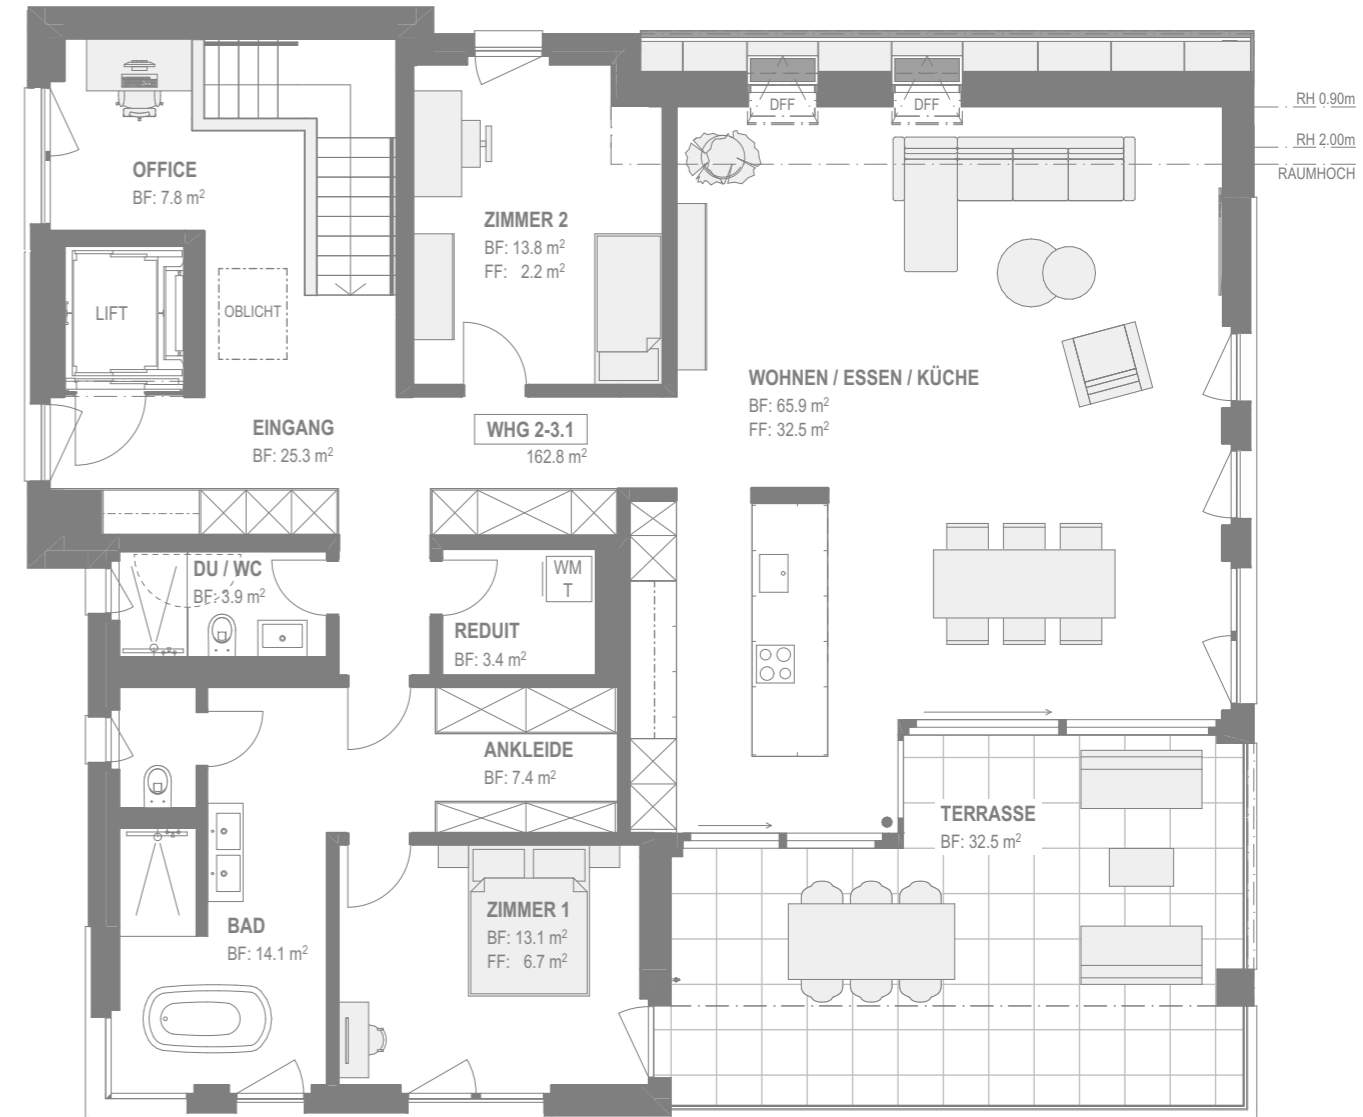 DFF
DFF
RH 0.90m
RH 2.00m
RAUMHOCH
OFFICE
BF: 7.8 m²
ZIMMER 2
BF: 13.8 m²
FF: 2.2 m²
LIFT
OBLICHT
WOHNEN / ESSEN / KÜCHE
BF: 65.9 m²
FF: 32.5 m²
EINGANG
BF: 25.3 m²
WHG 2-3.1
162.8 m²
DU / WC
BF: 3.9 m²
WM
T
REDUIT
BF: 3.4 m²
ANKLEIDE
BF: 7.4 m²
TERRASSE
BF: 32.5 m²
ZIMMER 1
BF: 13.1 m²
FF: 6.7 m²
BAD
BF: 14.1 m²